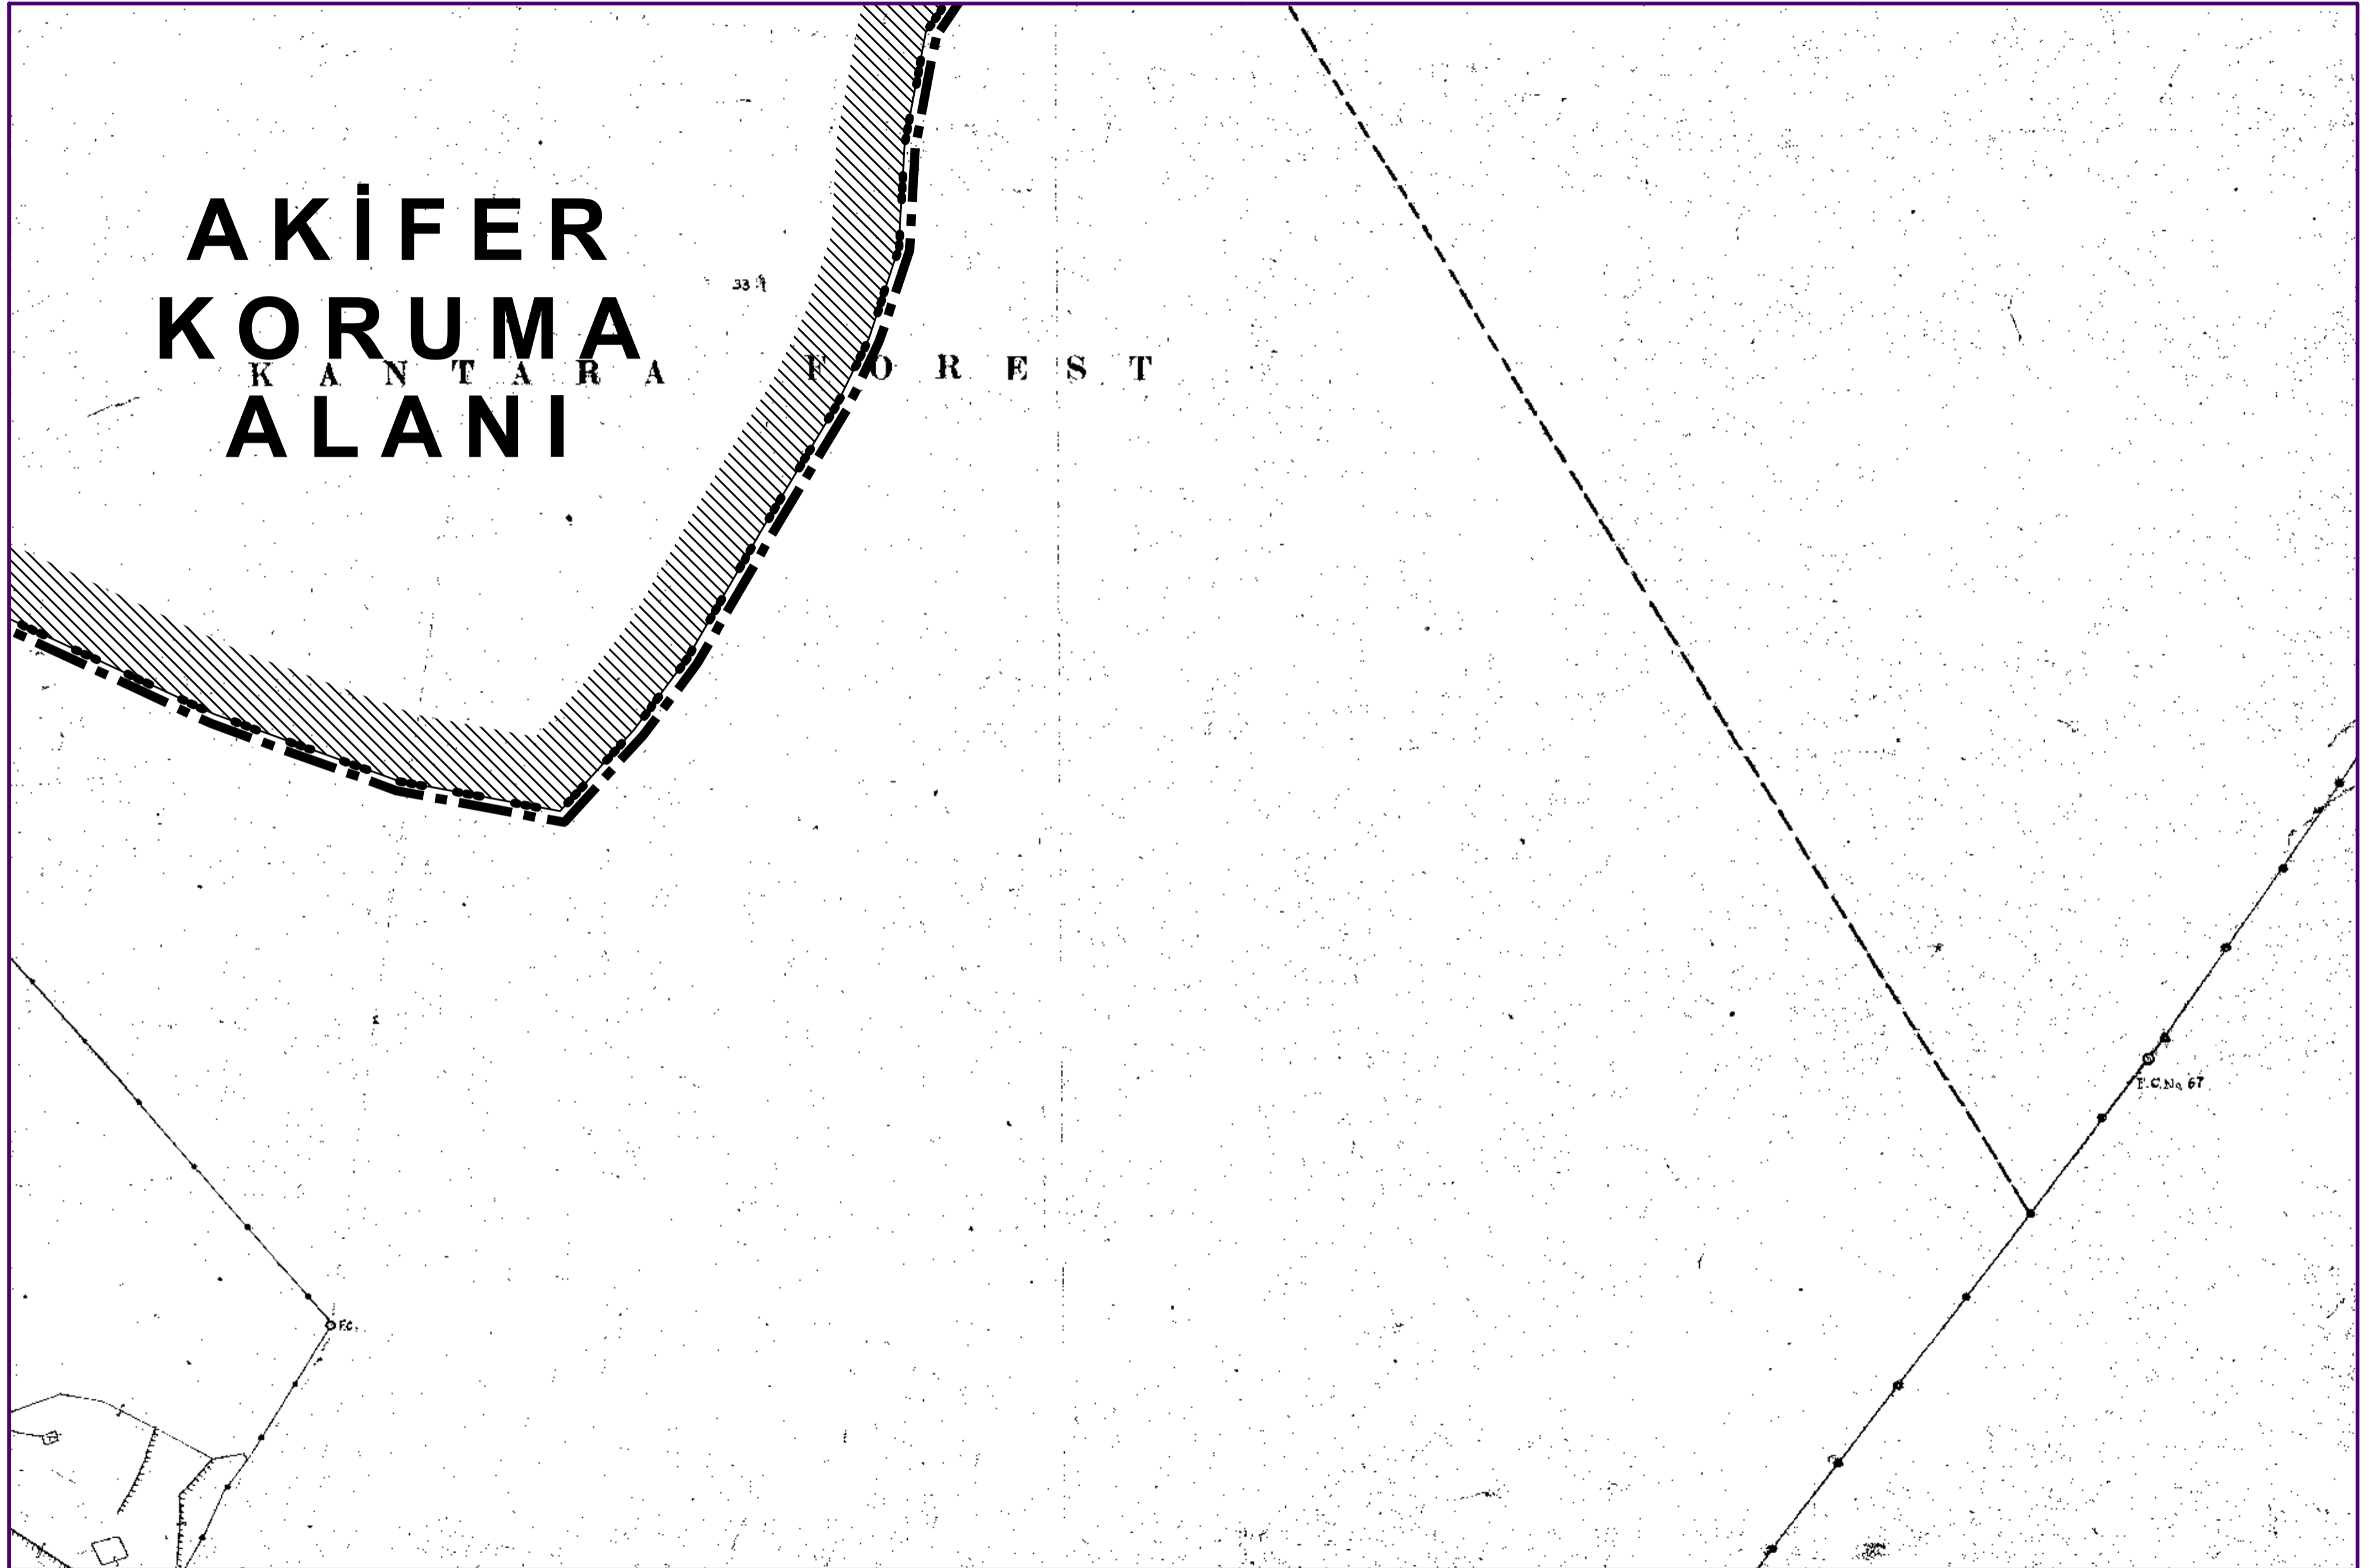 AKİFER
KORUMA
ALANI
33
KANTARA FOREST
F.C.No 67
F.C.